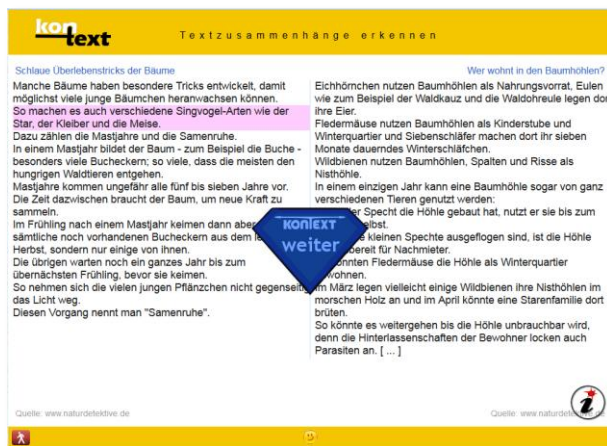 kon
text
Textzusammenhänge erkennen
Schlaue Überlebenstricks der Bäume
Manche Bäume haben besondere Tricks entwickelt, damit
möglichst viele junge Bäumchen heranwachsen können.
So machen es auch verschiedene Singvogel-Arten wie der
Star, der Kleiber und die Meise.
Dazu zählen die Mastjahre und die Samenruhe.
In einem Mastjahr bildet der Baum - zum Beispiel die Buche -
besonders viele Bucheckern; so viele, dass die meisten den
hungrigen Waldtieren entgehen.
Mastjahre kommen ungefähr alle fünf bis sieben Jahre vor.
Die Zeit dazwischen braucht der Baum, um neue Kraft zu
sammeln.
Im Frühling nach einem Mastjahr keimen dann aber
sämtliche noch vorhandenen Bucheckern aus dem
Herbst, sondern nur einige von ihnen.
Die übrigen warten noch ein ganzes Jahr bis zum
übernächsten Frühling, bevor sie keimen.
So nehmen sich die vielen jungen Pflänzchen nicht gegenseitig
das Licht weg.
Diesen Vorgang nennt man "Samenruhe".
Quelle: www.naturdetektive.de
Wer wohnt in den Baumhöhlen?
Eichhörnchen nutzen Baumhöhlen als Nahrungsvorrat, Eulen
wie zum Beispiel der Waldkauz und die Waldohreule legen
ihre Eier.
Fledermäuse nutzen Baumhöhlen als Kinderstube und
Winterquartier und Siebenschläfer machen dort ihr sieben
Monate dauerndes Winterschläfchen.
Wildbienen nutzen Baumhöhlen, Spalten und Risse als
Nisthöhle.
In einem einzigen Jahr kann eine Baumhöhle sogar von ganz
verschiedenen Tieren genutzt werden:
der Specht die Höhle gebaut hat, nutzt er sie bis zum
selbst.
kleinen Spechte ausgeflogen sind, ist die Höhle
bereit für Nachmieter.
könnten Fledermäuse die Höhle als Winterquartier
bewohnen.
Im März legen vielleicht einige Wildbienen ihre Nisthöhlen im
morschen Holz an und im April könnte eine Starenfamilie dort
brüten.
So könnte es weitergehen bis die Höhle unbrauchbar wird,
denn die Hinterlassenschaften der Bewohner locken auch
Parasiten an. [ ... ]
Quelle: www.naturdetek
KONTEXT
weiter
i